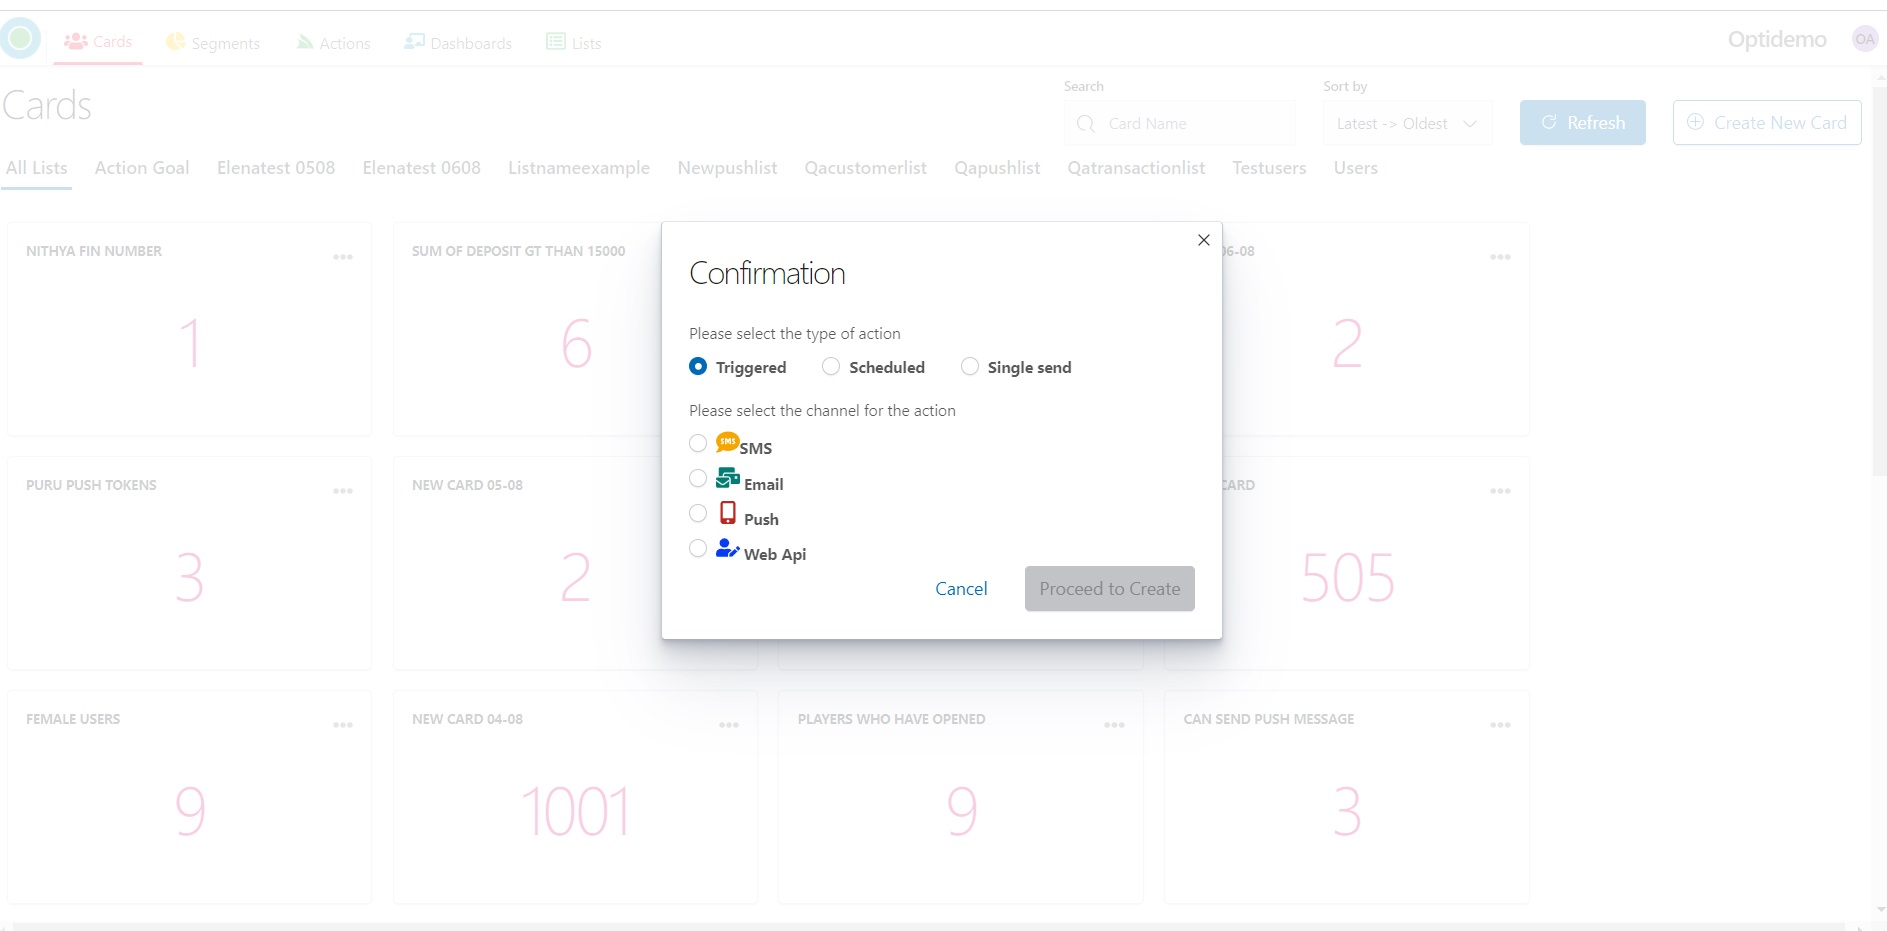 Cards Segments Actions Dashboards Lists Optidemo OA
Cards
Search
Card Name
Sort by
Latest -> Oldest
Refresh
Create New Card
All Lists Action Goal Elenatest 0508 Elenatest 0608 Listnameexample Newpushlist Qacustomerlist Qapushlist Qatransactionlist Testusers Users
NITHYA FIN NUMBER
1
SUM OF DEPOSIT GT THAN 15000
6
06-08
2
Confirmation
Please select the type of action
Triggered Scheduled Single send
Please select the channel for the action
SMS SMS
Email
Push
Web Api
Cancel Proceed to Create
PURU PUSH TOKENS
3
NEW CARD 05-08
2
CARD
505
FEMALE USERS
9
NEW CARD 04-08
1001
PLAYERS WHO HAVE OPENED
9
CAN SEND PUSH MESSAGE
3